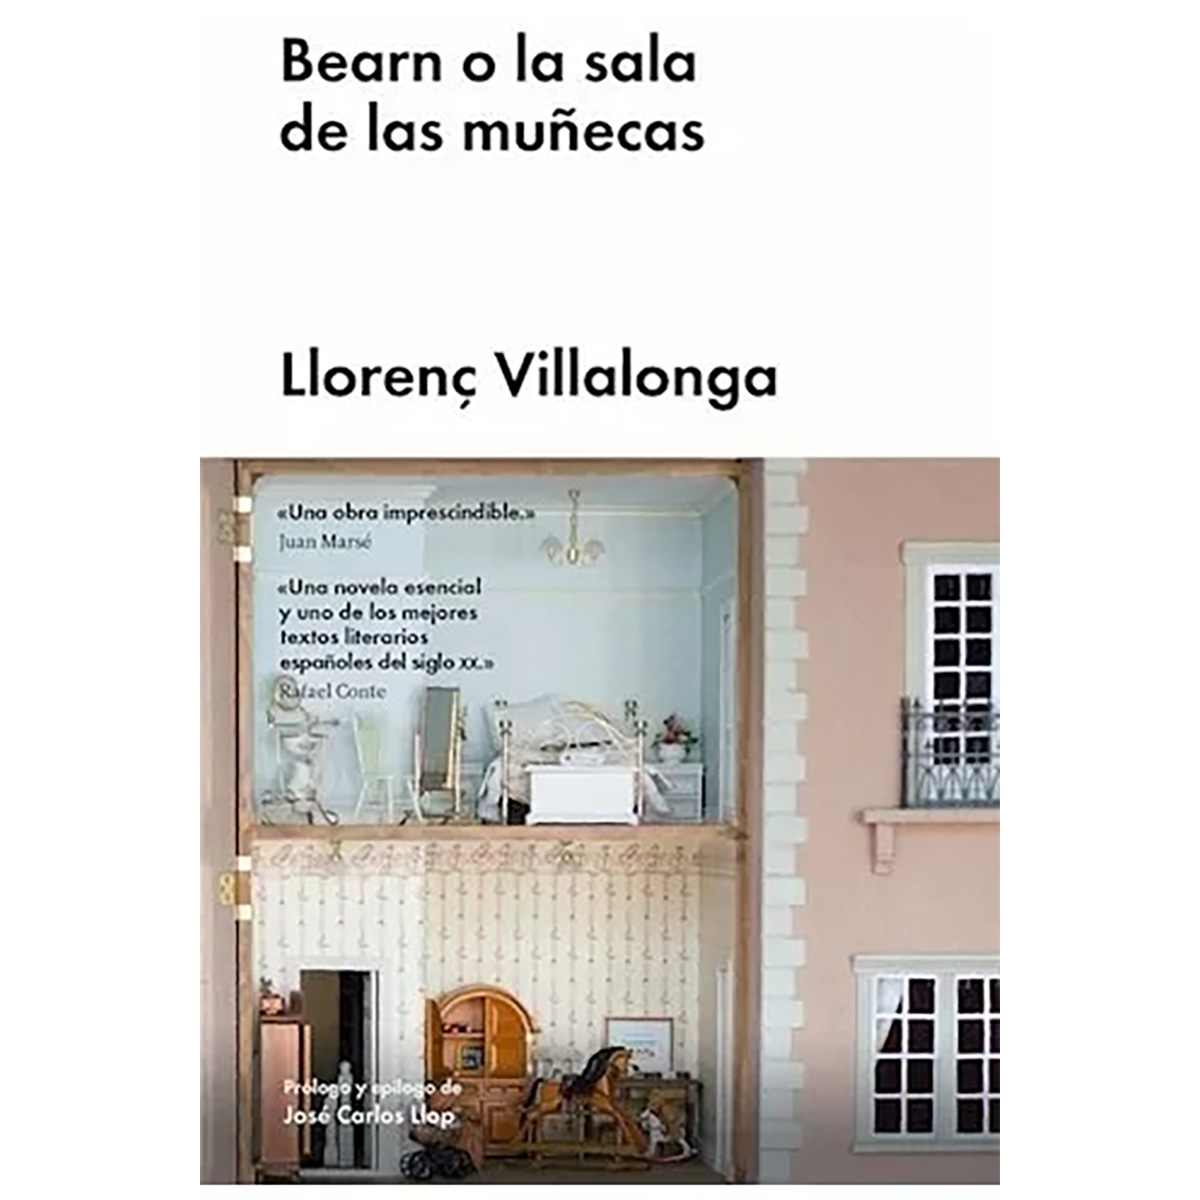 Bearn o la sala
de las muñecas
Llorenç Villalonga
«Una obra imprescindible.»
Juan Marsé
«Una novela esencial
y uno de los mejores
textos literarios
españoles del siglo XX.»
Rafael Conte
Prólogo y epílogo de
José Carlos Llop